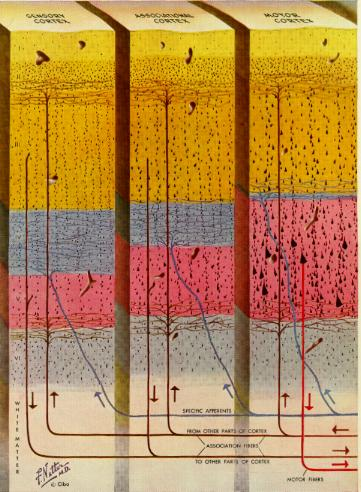 SENSORY
CORTEX
ASSOCIATIONAL
CORTEX
MOTOR
CORTEX
VI
WHITE MATTER
SPECIFIC AFFERENTS
FROM OTHER PARTS OF CORTEX
ASSOCIATION FIBERS
TO OTHER PARTS OF CORTEX
MOTOR FIBERS
F. Netter
M.D.
© Ciba